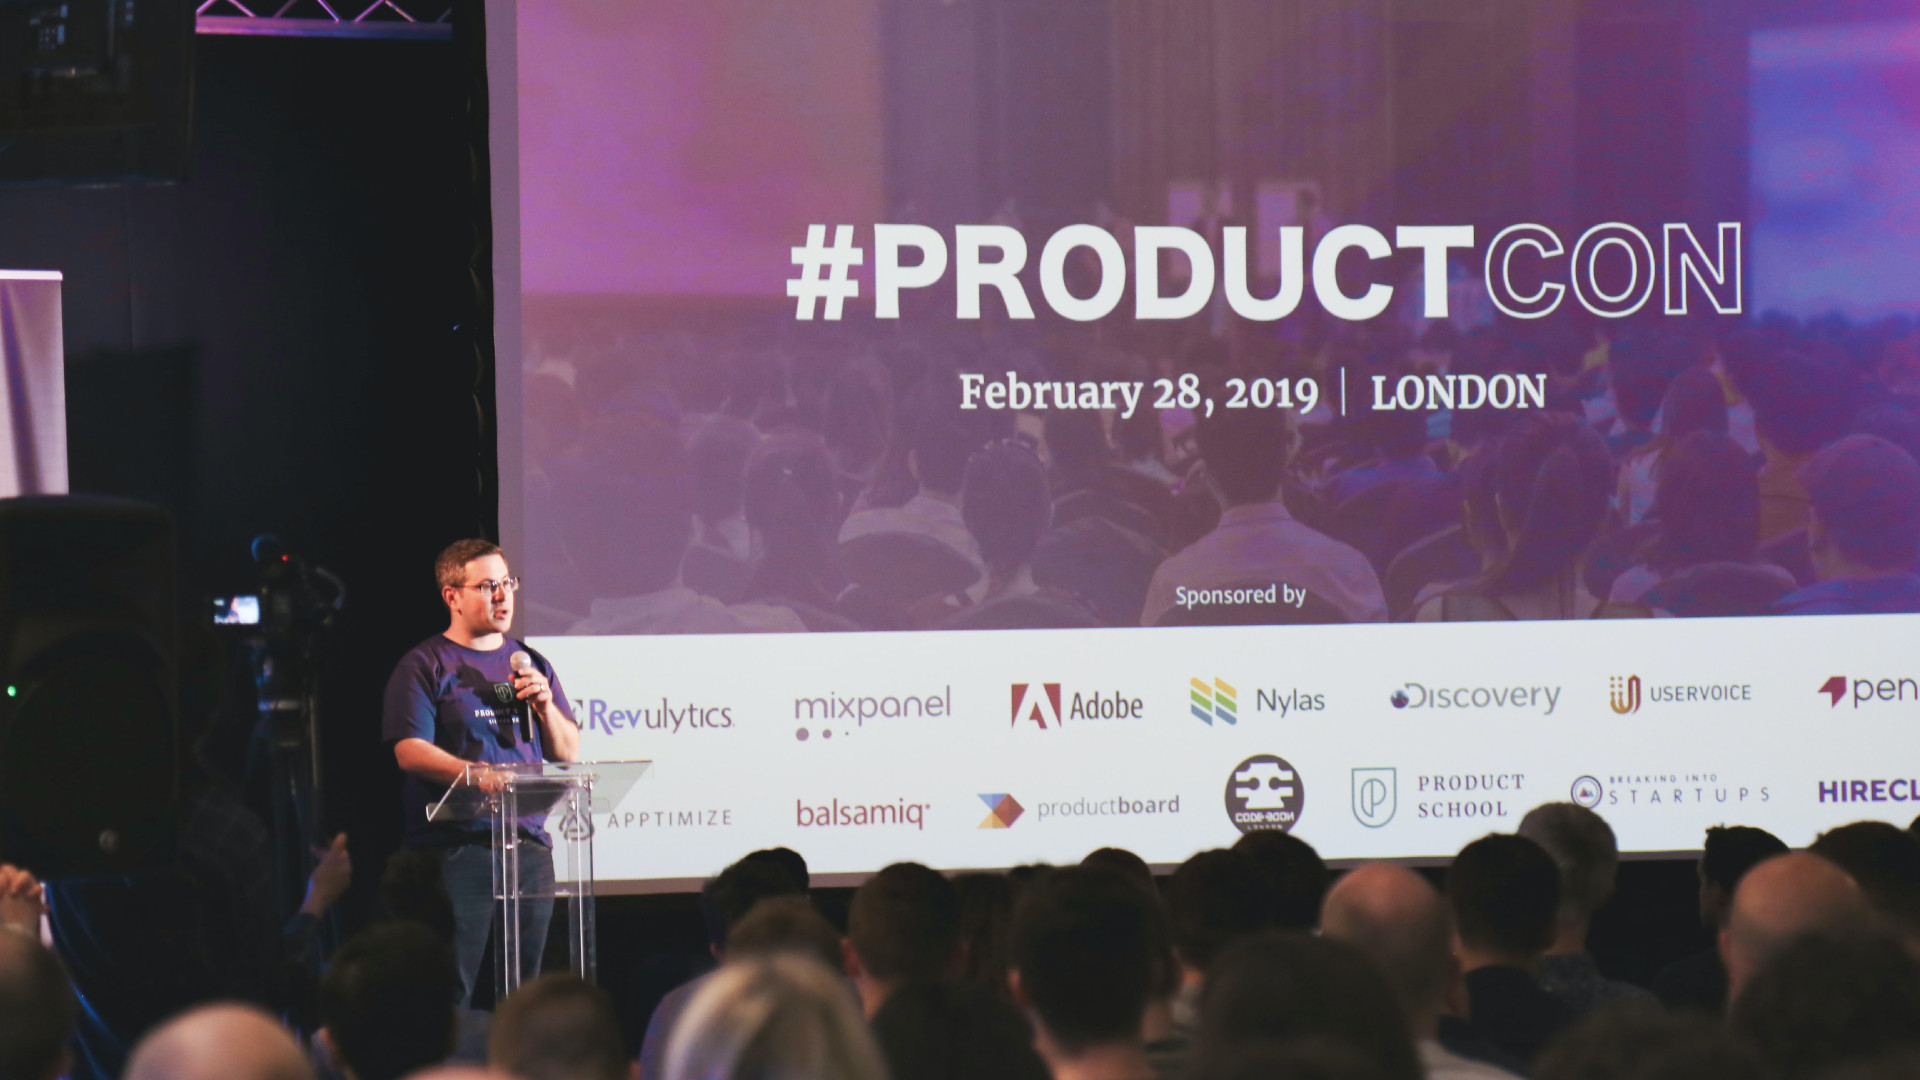 #PRODUCTCON
February 28, 2019 | LONDON
Sponsored by
Revulytics
mixpanel
Adobe
Nylas
Discovery
USERVOICE
pen
APPTIMIZE
balsamiq
productboard
CODE-BOON
LONDON
PRODUCT
SCHOOL
BREAKING INTO
STARTUPS
HIRECL